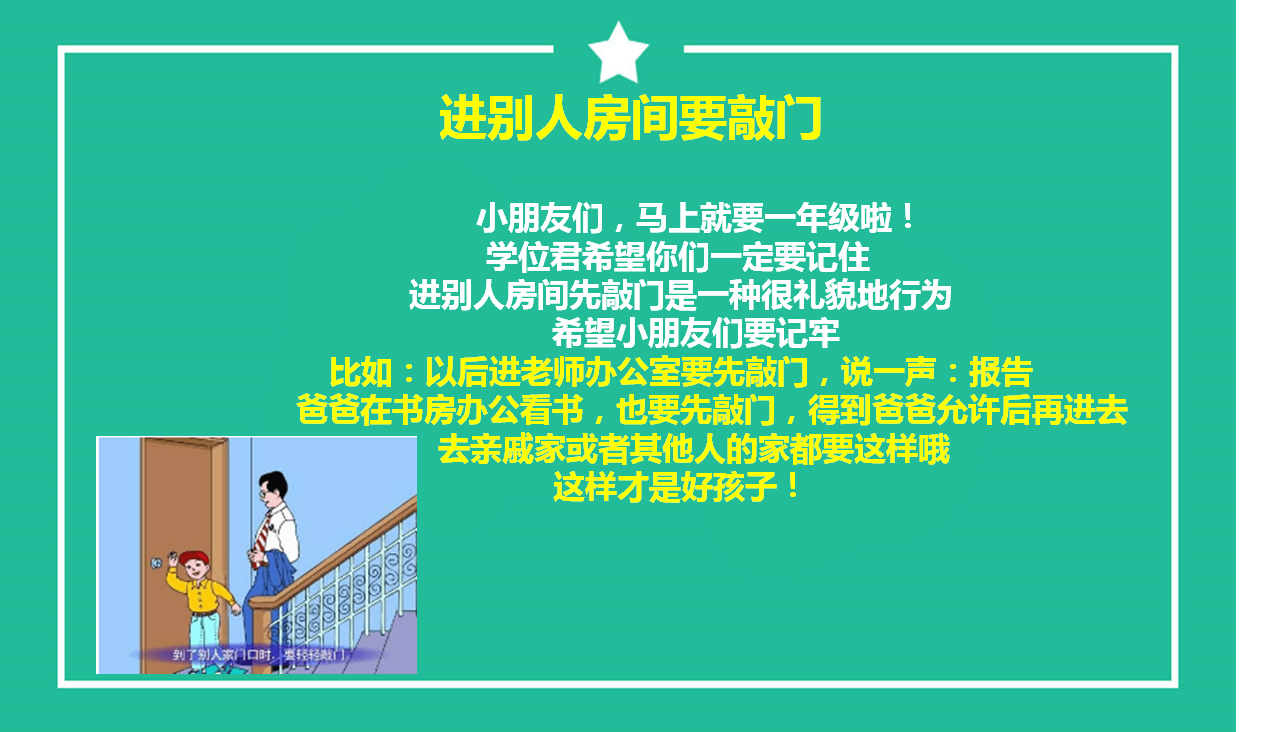 进别人房间要敲门
小朋友们，马上就要一年级啦！
学位君希望你们一定要记住
进别人房间先敲门是一种很礼貌地行为
希望小朋友们要记牢
比如：以后进老师办公室要先敲门，说一声：报告
爸爸在书房办公看书，也要先敲门，得到爸爸允许后再进去
去亲戚家或者其他人的家都要这样哦
这样才是好孩子！
到了别人家门口时，要轻轻敲门。